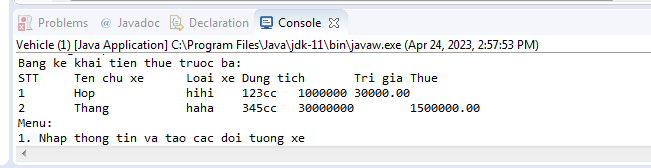 Problems @ Javadoc Declaration Console
Vehicle (1) [Java Application] C:\Program Files\Java\jdk-11\bin\javaw.exe (Apr 24, 2023, 2:57:53 PM)
Bang ke khai tien thue truoc ba:
STT Ten chu xe Loai xe Dung tich Tri gia Thue
1 Hop hihi 123cc 1000000 30000.00
2 Thang haha 345cc 30000000 1500000.00
Menu:
1. Nhap thong tin va tao cac doi tuong xe